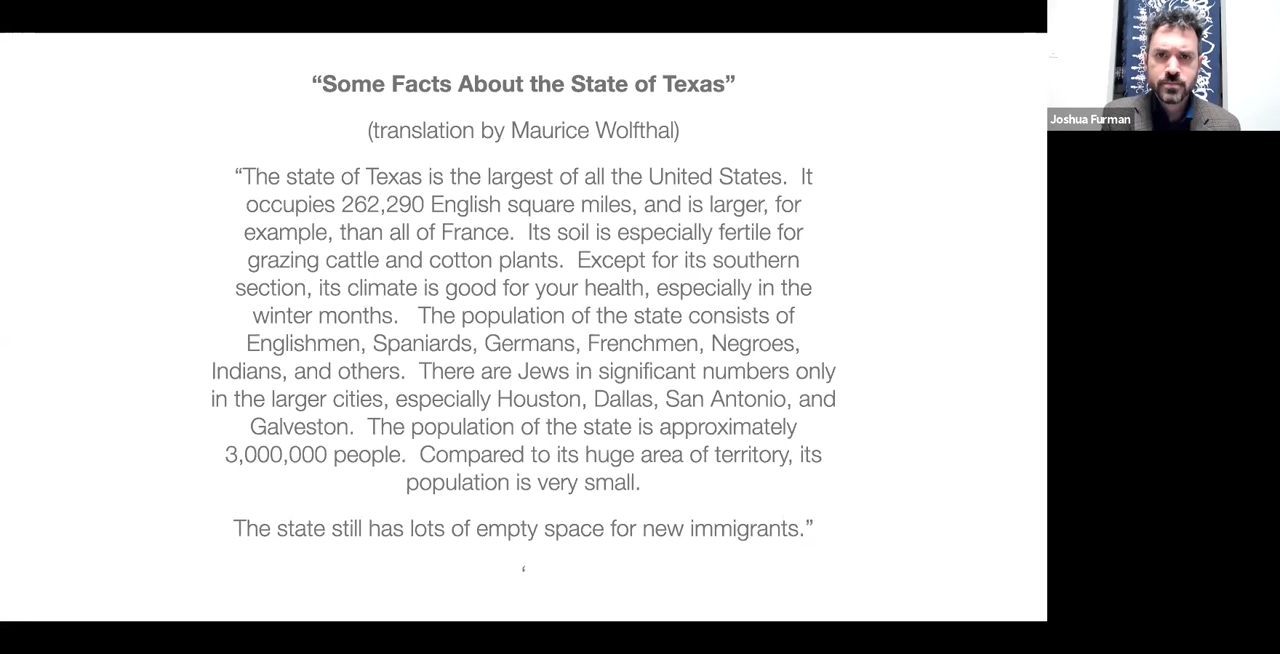 “Some Facts About the State of Texas”
(translation by Maurice Wolfthal)
“The state of Texas is the largest of all the United States. It
occupies 262,290 English square miles, and is larger, for
example, than all of France. Its soil is especially fertile for
grazing cattle and cotton plants. Except for its southern
section, its climate is good for your health, especially in the
winter months. The population of the state consists of
Englishmen, Spaniards, Germans, Frenchmen, Negroes,
Indians, and others. There are Jews in significant numbers only
in the larger cities, especially Houston, Dallas, San Antonio, and
Galveston. The population of the state is approximately
3,000,000 people. Compared to its huge area of territory, its
population is very small.
The state still has lots of empty space for new immigrants.”
‘
Joshua Furman